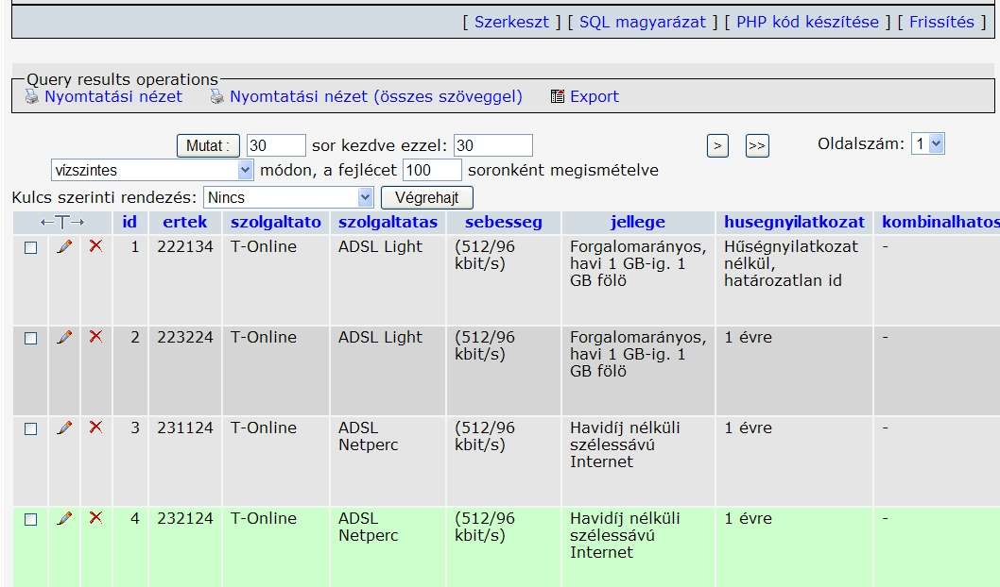 [ Szerkeszt ] [ SQL magyarázat ] [ PHP kód készítése ] [ Frissítés ]
Query results operations
Nyomtatási nézet Nyomtatási nézet (összes szöveggel) Export
Mutat : 30 sor kezdve ezzel: 30 > >> Oldalszám: 1
vízszintes módon, a fejlécet 100 soronként megismételve
Kulcs szerinti rendezés: Nincs Végrehajt
←T→ id ertek szolgaltato szolgaltatas sebesseg jellege husegnyilatkozat kombinalhatos
1 222134 T-Online ADSL Light (512/96 Forgalomarányos, Hűségnyilatkozat -
kbit/s) havi 1 GB-ig. 1 nélkül,
GB fölö határozatlan id
2 223224 T-Online ADSL Light (512/96 Forgalomarányos, 1 évre -
kbit/s) havi 1 GB-ig. 1
GB fölö
3 231124 T-Online ADSL (512/96 Havidíj nélküli 1 évre -
Netperc kbit/s) szélessávú
Internet
4 232124 T-Online ADSL (512/96 Havidíj nélküli 1 évre -
Netperc kbit/s) szélessávú
Internet